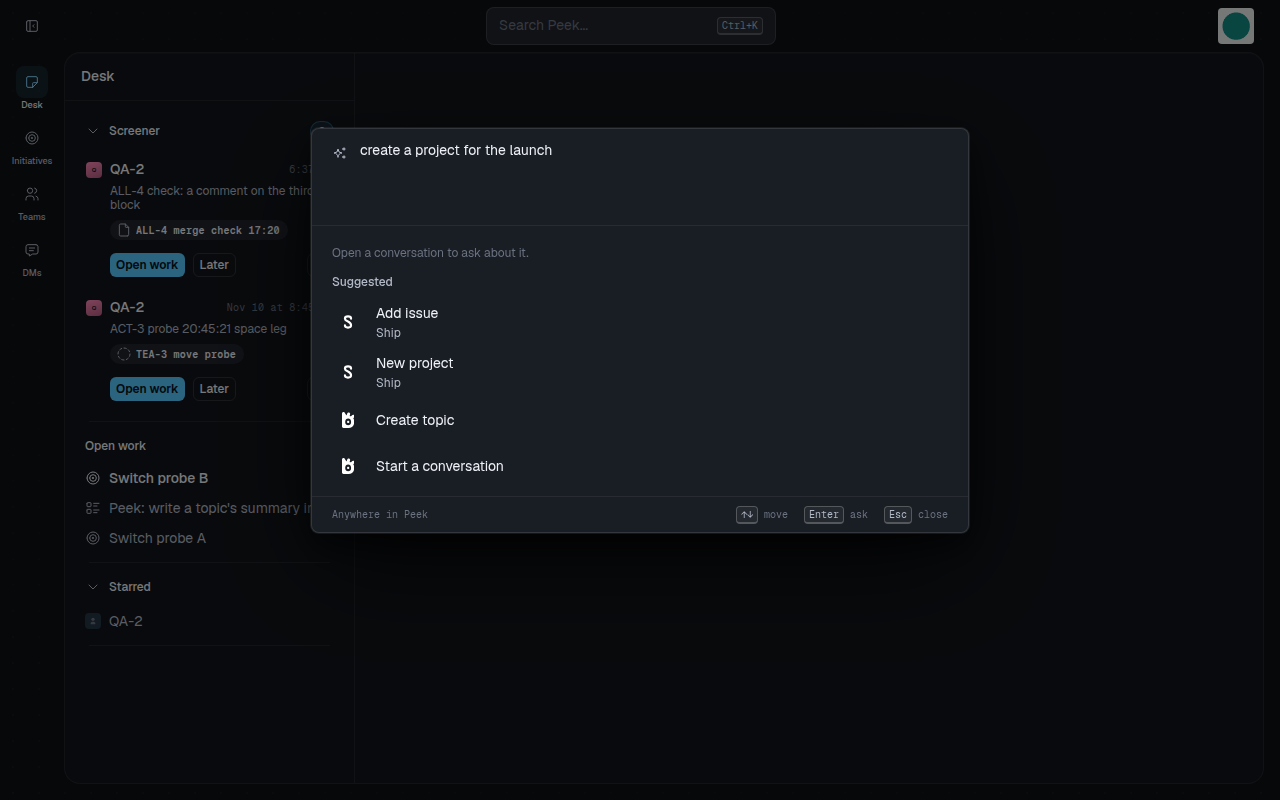 Search Peek…
Ctrl+K
Desk
Initiatives
Teams
DMs
Desk
Screener
QA-2
ALL-4 check: a comment on the third
block
ALL-4 merge check 17:20
Open work
Later
QA-2
Nov 10 at 8:45
ACT-3 probe 20:45:21 space leg
TEA-3 move probe
Open work
Later
Open work
Switch probe B
Peek: write a topic's summary
Switch probe A
Starred
QA-2
create a project for the launch
Open a conversation to ask about it.
Suggested
S
Add issue
Ship
S
New project
Ship
Create topic
Start a conversation
Anywhere in Peek
↑↓ move
Enter ask
Esc close